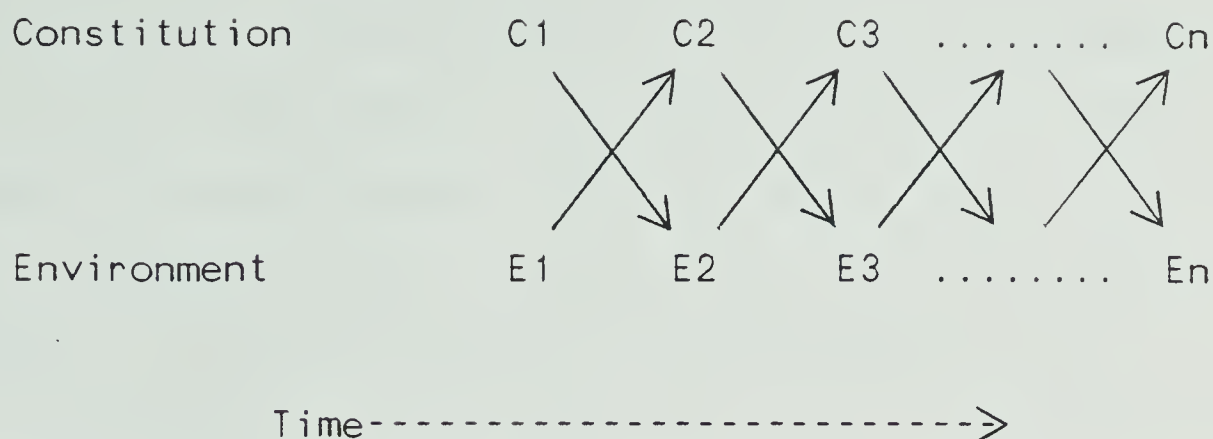 Constitution C1 C2 C3 ........ Cn
Environment E1 E2 E3 ........ En
Time